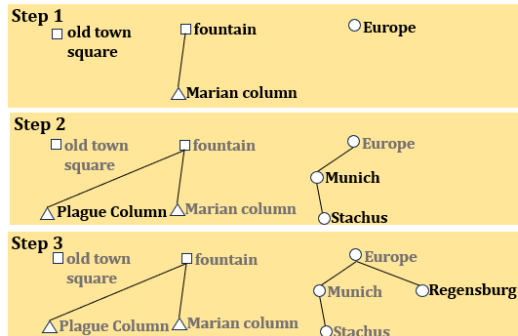 Step 1
old town
square
fountain
Europe
Marian column
Step 2
old town
square
fountain
Europe
Munich
Plague Column
Marian column
Stachus
Step 3
old town
square
fountain
Europe
Munich
Regensburg
Plague Column
Marian column
Stachus